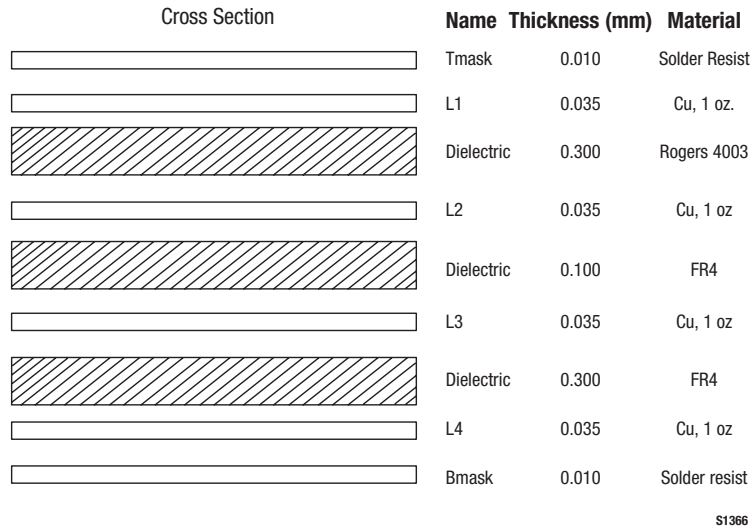 Cross Section Name Thickness (mm) Material
Tmask 0.010 Solder Resist
L1 0.035 Cu, 1 oz.
Dielectric 0.300 Rogers 4003
L2 0.035 Cu, 1 oz
Dielectric 0.100 FR4
L3 0.035 Cu, 1 oz
Dielectric 0.300 FR4
L4 0.035 Cu, 1 oz
Bmask 0.010 Solder resist
S1366